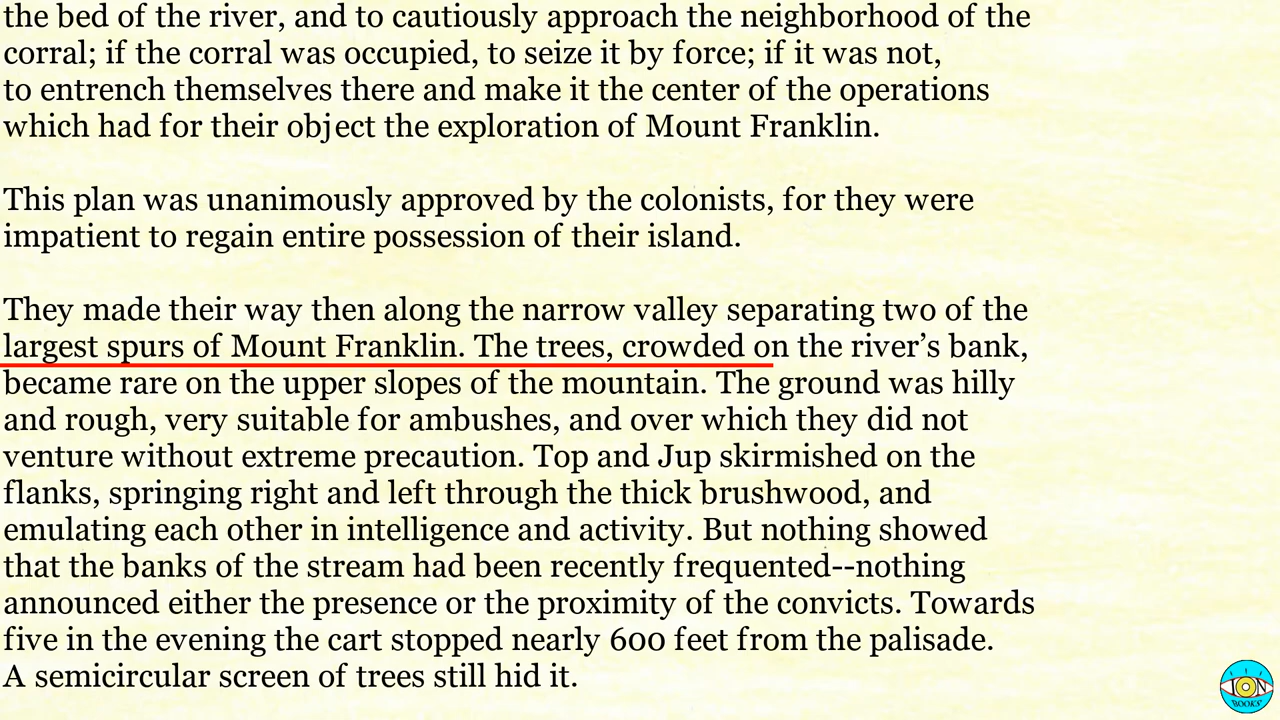 the bed of the river, and to cautiously approach the neighborhood of the
corral; if the corral was occupied, to seize it by force; if it was not,
to entrench themselves there and make it the center of the operations
which had for their object the exploration of Mount Franklin.
This plan was unanimously approved by the colonists, for they were
impatient to regain entire possession of their island.
They made their way then along the narrow valley separating two of the
largest spurs of Mount Franklin. The trees, crowded on the river’s bank,
became rare on the upper slopes of the mountain. The ground was hilly
and rough, very suitable for ambushes, and over which they did not
venture without extreme precaution. Top and Jup skirmished on the
flanks, springing right and left through the thick brushwood, and
emulating each other in intelligence and activity. But nothing showed
that the banks of the stream had been recently frequented--nothing
announced either the presence or the proximity of the convicts. Towards
five in the evening the cart stopped nearly 600 feet from the palisade.
A semicircular screen of trees still hid it.
ION
BOOKS